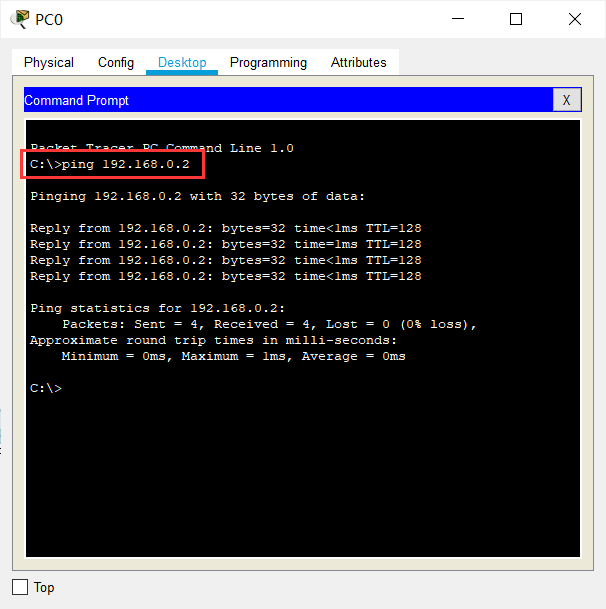 PC0
Physical Config Desktop Programming Attributes
Command Prompt X
Packet Tracer PC Command Line 1.0
C:\>ping 192.168.0.2
Pinging 192.168.0.2 with 32 bytes of data:
Reply from 192.168.0.2: bytes=32 time<1ms TTL=128
Reply from 192.168.0.2: bytes=32 time=1ms TTL=128
Reply from 192.168.0.2: bytes=32 time<1ms TTL=128
Reply from 192.168.0.2: bytes=32 time<1ms TTL=128
Ping statistics for 192.168.0.2:
Packets: Sent = 4, Received = 4, Lost = 0 (0% loss),
Approximate round trip times in milli-seconds:
Minimum = 0ms, Maximum = 1ms, Average = 0ms
C:\>
Top